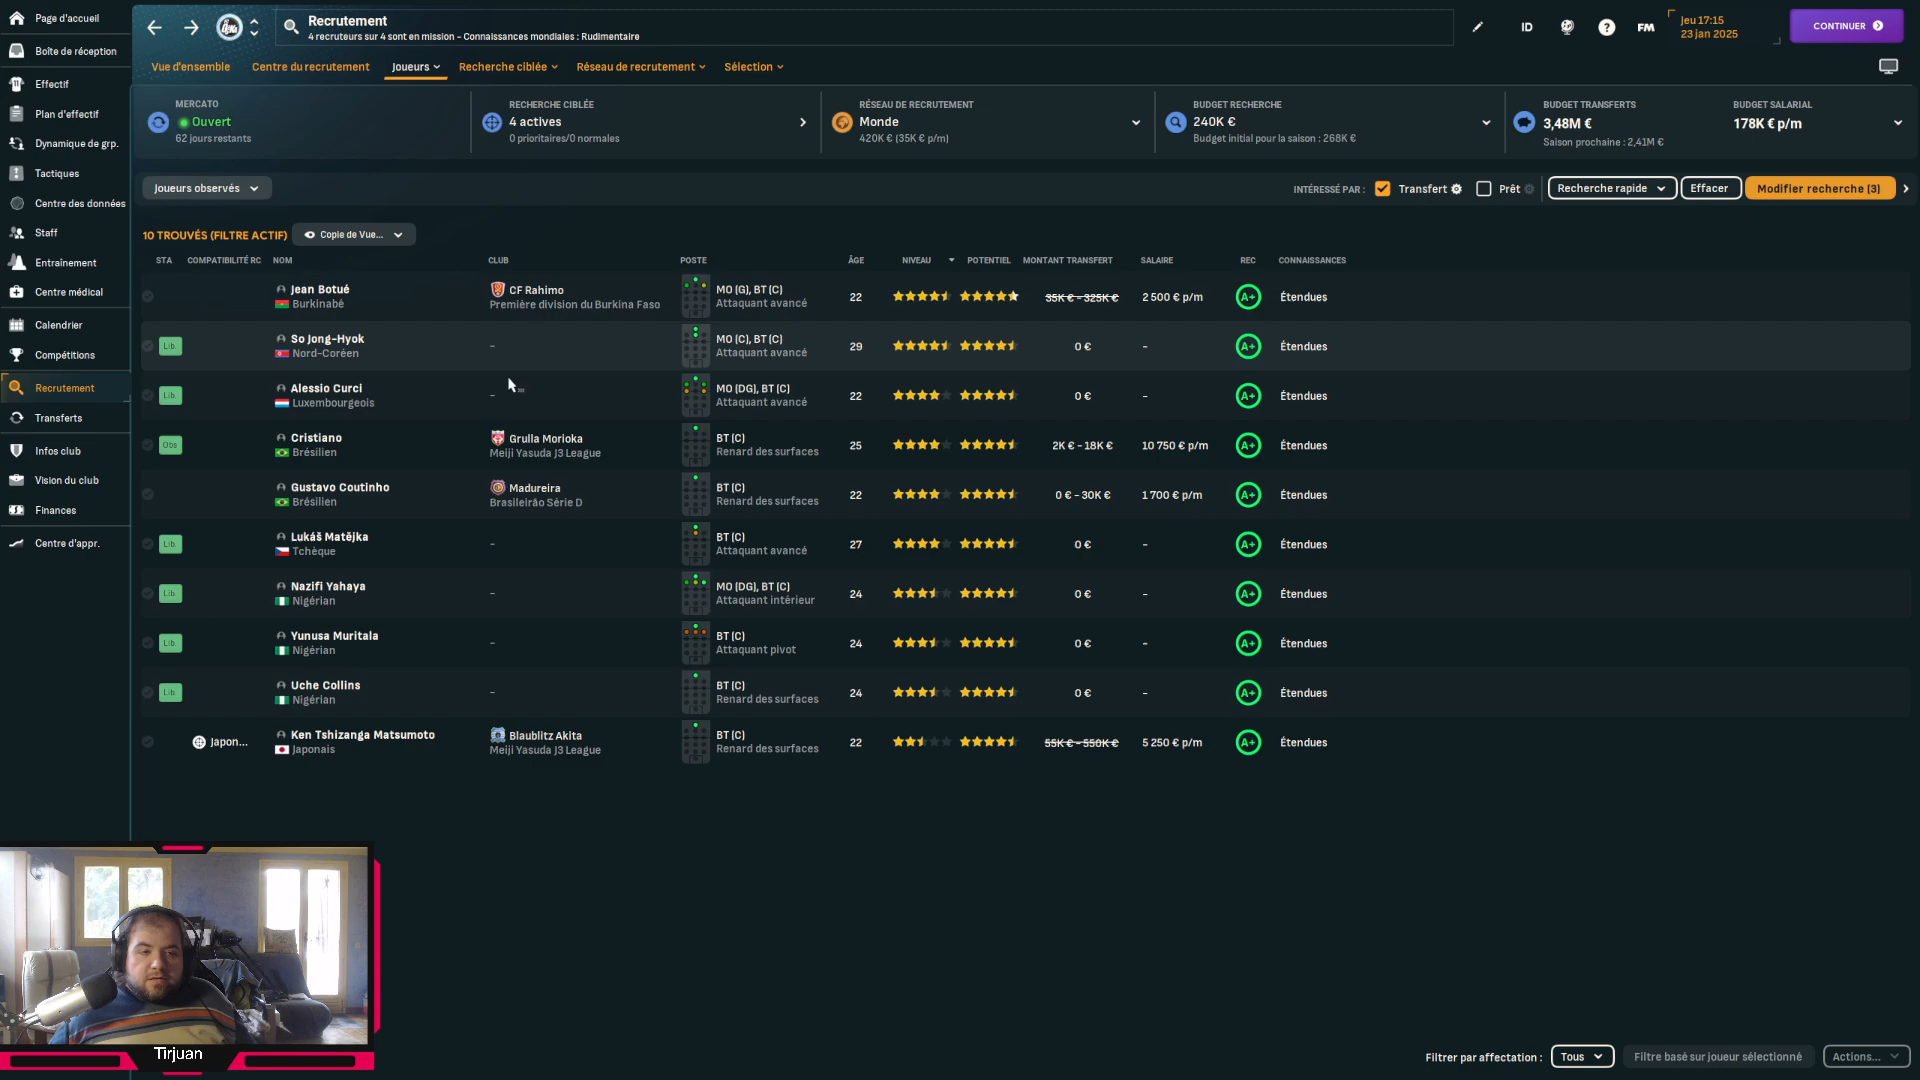 Page d'accueil
Boîte de réception
Effectif
Plan d'effectif
Dynamique de grp.
Tactiques
Centre des données
Staff
Entraînement
Centre médical
Calendrier
Compétitions
Recrutement
Transferts
Infos club
Vision du club
Finances
Centre d'appr.
Recrutement
4 recruteurs sur 4 sont en mission - Connaissances mondiales : Rudimentaire
ID
?
FM
Jeu 17:15
23 jan 2025
CONTINUER
Vue d'ensemble
Centre du recrutement
Joueurs
Recherche ciblée
Réseau de recrutement
Sélection
MERCATO
Ouvert
62 jours restants
RECHERCHE CIBLÉE
4 actives
0 prioritaires/0 normales
RÉSEAU DE RECRUTEMENT
Monde
420K € (35K € p/m)
BUDGET RECHERCHE
240K €
Budget initial pour la saison : 268K €
BUDGET TRANSFERTS
3,48M €
Saison prochaine : 2,41M €
BUDGET SALARIAL
178K € p/m
Joueurs observés
INTÉRESSÉ PAR :
Transfert
Prêt
Recherche rapide
Effacer
Modifier recherche (3)
10 TROUVÉS (FILTRE ACTIF)
Copie de Vue...
STA COMPATIBILITÉ RC NOM CLUB POSTE ÂGE NIVEAU POTENTIEL MONTANT TRANSFERT SALAIRE REC CONNAISSANCES
Jean Botué CF Rahimo MO (G), BT (C) 22 35K € - 325K € 2 500 € p/m A+ Étendues
Burkinabé Première division du Burkina Faso Attaquant avancé
Lib. So Jong-Hyok - MO (C), BT (C) 29 0 € - A+ Étendues
Nord-Coréen Attaquant avancé
Lib. Alessio Curci - MO (DG), BT (C) 22 0 € - A+ Étendues
Luxembourgeois Attaquant avancé
Obs Cristiano Grulla Morioka BT (C) 25 2K € - 18K € 10 750 € p/m A+ Étendues
Brésilien Meiji Yasuda J3 League Renard des surfaces
Gustavo Coutinho Madureira BT (C) 22 0 € - 30K € 1 700 € p/m A+ Étendues
Brésilien Brasileirão Série D Renard des surfaces
Lib. Lukáš Matějka - BT (C) 27 0 € - A+ Étendues
Tchèque Attaquant avancé
Lib. Nazifi Yahaya - MO (DG), BT (C) 24 0 € - A+ Étendues
Nigérian Attaquant intérieur
Lib. Yunusa Muritala - BT (C) 24 0 € - A+ Étendues
Nigérian Attaquant pivot
Lib. Uche Collins - BT (C) 24 0 € - A+ Étendues
Nigérian Renard des surfaces
Japon... Ken Tshizanga Matsumoto Blaublitz Akita BT (C) 22 55K € - 550K € 5 250 € p/m A+ Étendues
Japonais Meiji Yasuda J3 League Renard des surfaces
Tirjuan
Filtrer par affectation :
Tous
Filtre basé sur joueur sélectionné
Actions...